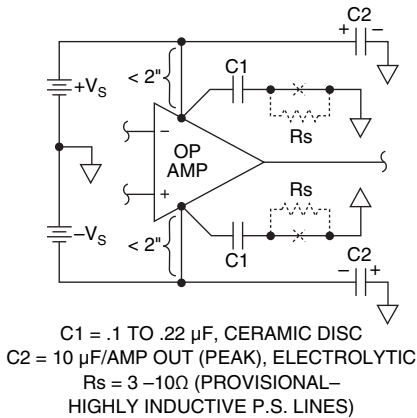 C2
+ −
< 2"
C1
+VS
Rs
−
OP
AMP
+
Rs
−VS
< 2"
C1
C2
− +
C1 = .1 TO .22 µF, CERAMIC DISC
C2 = 10 µF/AMP OUT (PEAK), ELECTROLYTIC
Rs = 3 –10Ω (PROVISIONAL–
HIGHLY INDUCTIVE P.S. LINES)